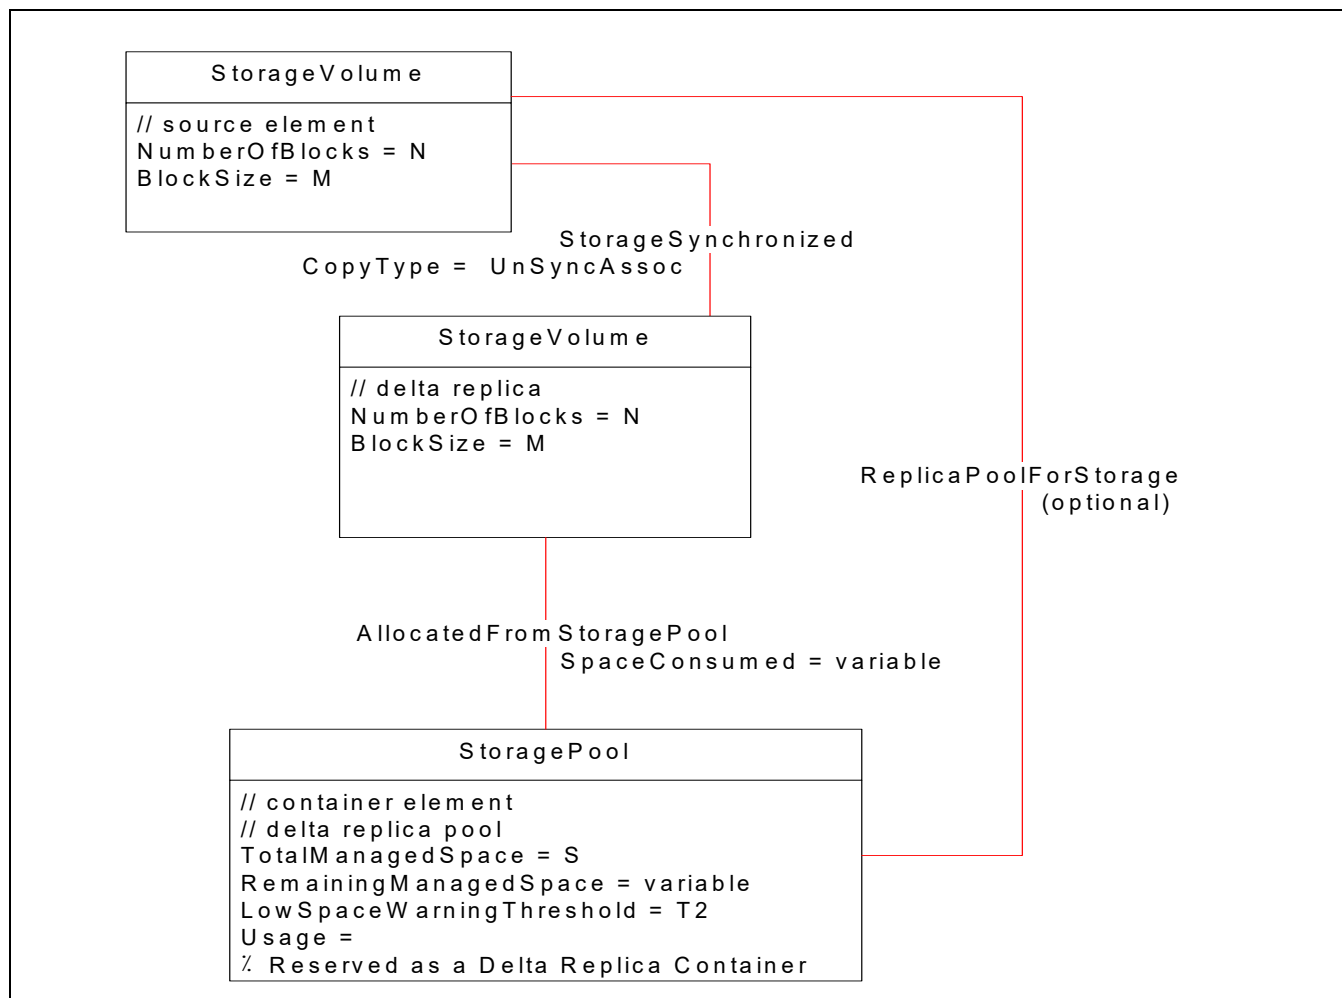 StorageVolume
// source element
NumberOfBlocks = N
BlockSize = M
StorageSynchronized
CopyType = UnSyncAssoc
StorageVolume
// delta replica
NumberOfBlocks = N
BlockSize = M
ReplicaPoolForStorage
(optional)
AllocatedFromStoragePool
SpaceConsumed = variable
StoragePool
// container element
// delta replica pool
TotalManagedSpace = S
RemainingManagedSpace = variable
LowSpaceWarningThreshold = T2
Usage =
Reserved as a Delta Replica Container